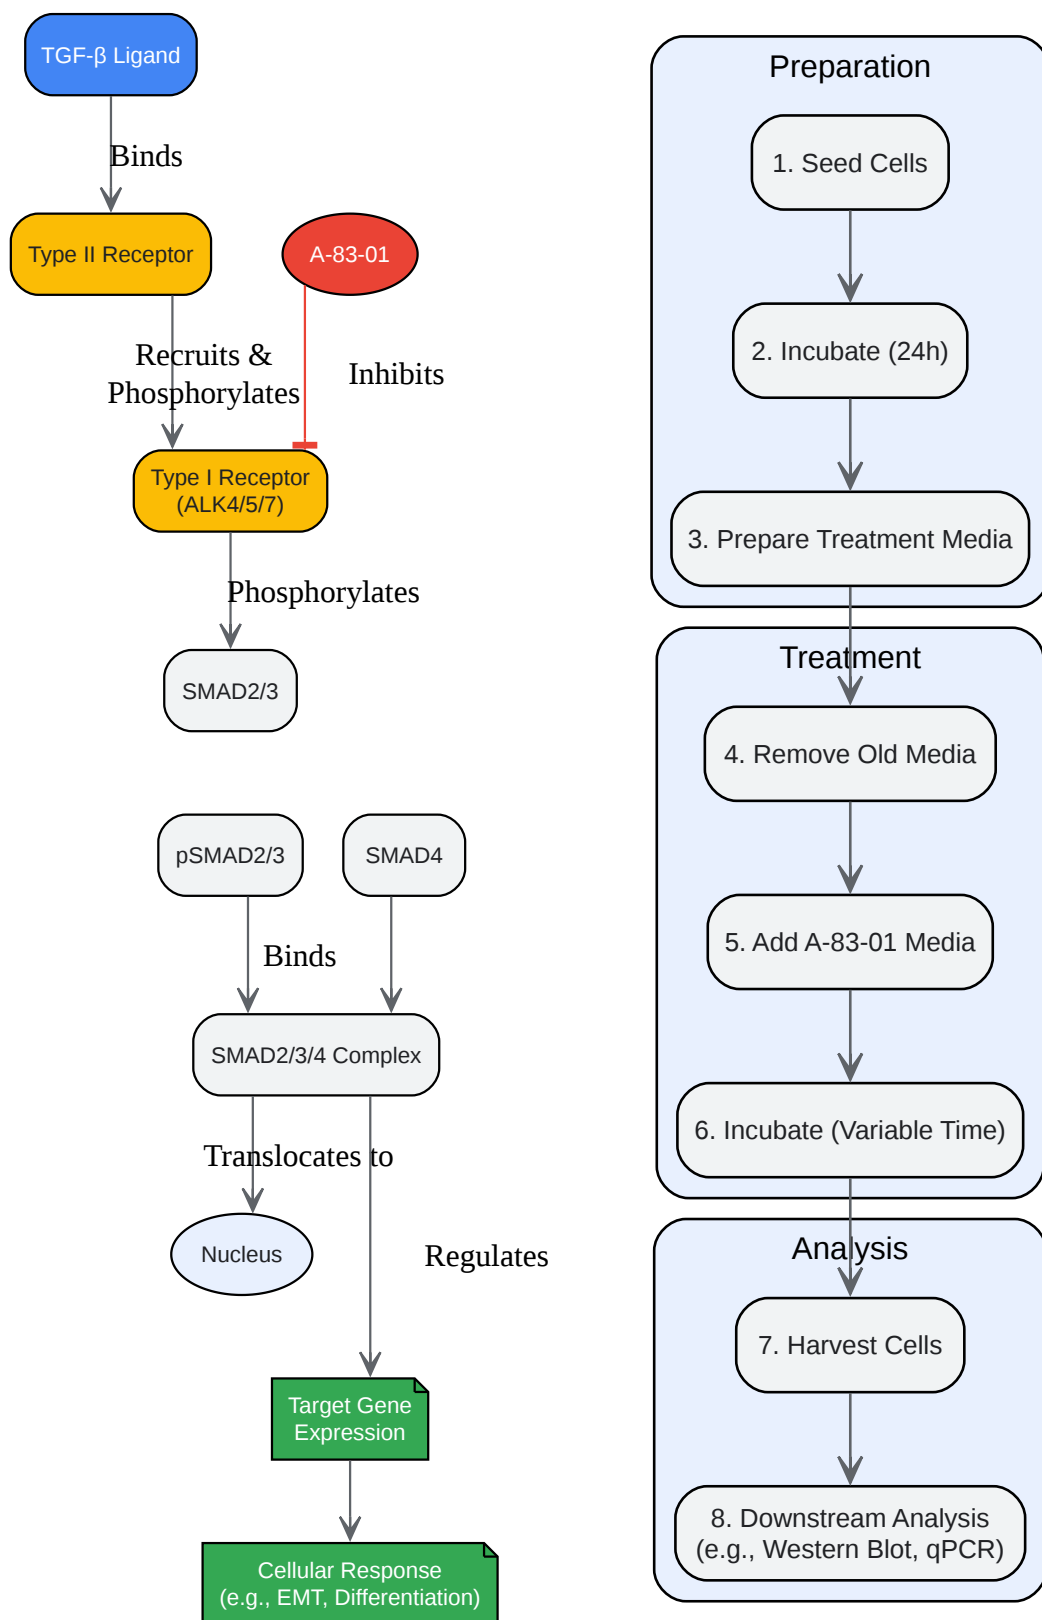 TGF-β Ligand
Binds
Type II Receptor
A-83-01
Recruits &
Phosphorylates
Inhibits
Type I Receptor
(ALK4/5/7)
Phosphorylates
SMAD2/3
pSMAD2/3
SMAD4
Binds
SMAD2/3/4 Complex
Translocates to
Nucleus
Regulates
Target Gene
Expression
Cellular Response
(e.g., EMT, Differentiation)
Preparation
1. Seed Cells
2. Incubate (24h)
3. Prepare Treatment Media
Treatment
4. Remove Old Media
5. Add A-83-01 Media
6. Incubate (Variable Time)
Analysis
7. Harvest Cells
8. Downstream Analysis
(e.g., Western Blot, qPCR)